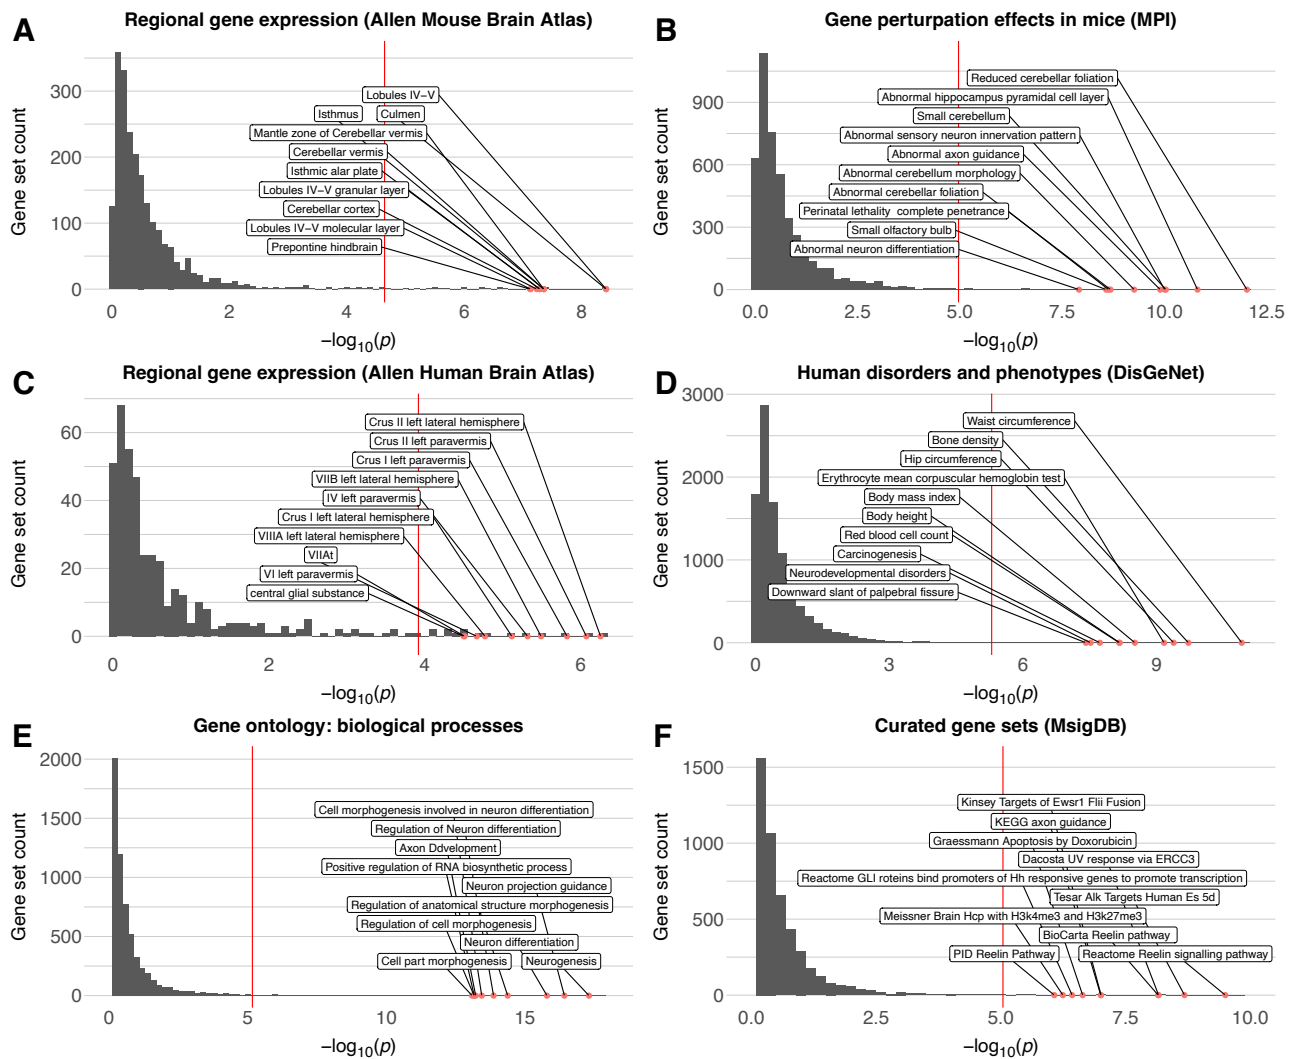 A
Regional gene expression (Allen Mouse Brain Atlas)
Gene set count
300
200
100
0
Lobules IV−V
Isthmus
Culmen
Mantle zone of Cerebellar vermis
Cerebellar vermis
Isthmic alar plate
Lobules IV−V granular layer
Cerebellar cortex
Lobules IV−V molecular layer
Prepontine hindbrain
0 2 4 6 8
−log10(p)
B
Gene perturpation effects in mice (MPI)
Gene set count
900
600
300
0
Reduced cerebellar foliation
Abnormal hippocampus pyramidal cell layer
Small cerebellum
Abnormal sensory neuron innervation pattern
Abnormal axon guidance
Abnormal cerebellum morphology
Abnormal cerebellar foliation
Perinatal lethality complete penetrance
Small olfactory bulb
Abnormal neuron differentiation
0.0 2.5 5.0 7.5 10.0 12.5
−log10(p)
C
Regional gene expression (Allen Human Brain Atlas)
Gene set count
60
40
20
0
Crus II left lateral hemisphere
Crus II left paravermis
Crus I left paravermis
VIIB left lateral hemisphere
IV left paravermis
Crus I left lateral hemisphere
VIIIA left lateral hemisphere
VIIAt
VI left paravermis
central glial substance
0 2 4 6
−log10(p)
D
Human disorders and phenotypes (DisGeNet)
Gene set count
3000
2000
1000
0
Waist circumference
Bone density
Hip circumference
Erythrocyte mean corpuscular hemoglobin test
Body mass index
Body height
Red blood cell count
Carcinogenesis
Neurodevelopmental disorders
Downward slant of palpebral fissure
0 3 6 9
−log10(p)
E
Gene ontology: biological processes
Gene set count
2000
1500
1000
500
0
Cell morphogenesis involved in neuron differentiation
Regulation of Neuron differentiation
Axon Ddvelopment
Positive regulation of RNA biosynthetic process
Neuron projection guidance
Regulation of anatomical structure morphogenesis
Regulation of cell morphogenesis
Neuron differentiation
Cell part morphogenesis
Neurogenesis
0 5 10 15
−log10(p)
F
Curated gene sets (MsigDB)
Gene set count
1500
1000
500
0
Kinsey Targets of Ewsr1 Flii Fusion
KEGG axon guidance
Graessmann Apoptosis by Doxorubicin
Dacosta UV response via ERCC3
Reactome GLI roteins bind promoters of Hh responsive genes to promote transcription
Tesar Alk Targets Human Es 5d
Meissner Brain Hcp with H3k4me3 and H3k27me3
BioCarta Reelin pathway
PID Reelin Pathway
Reactome Reelin signalling pathway
0.0 2.5 5.0 7.5 10.0
−log10(p)